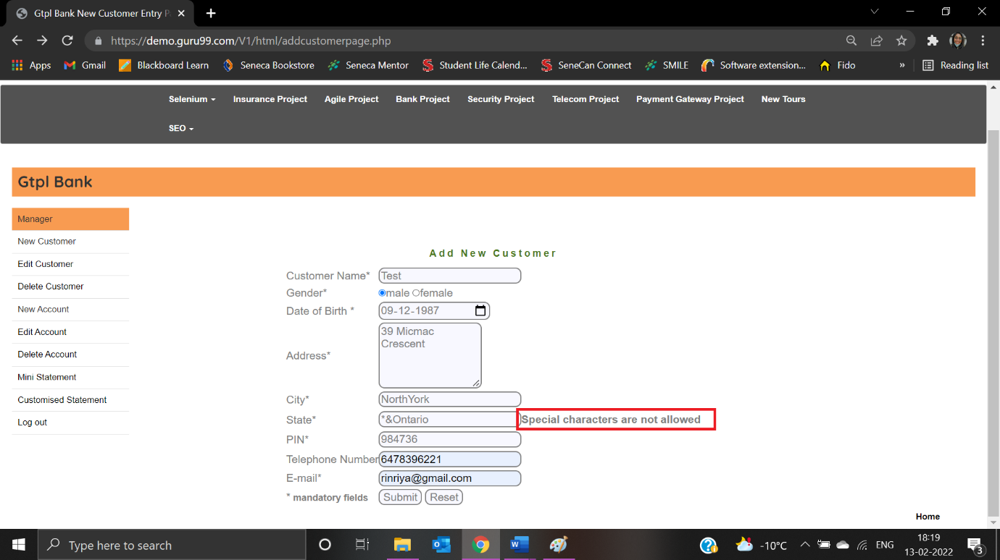 Gtpl Bank New Customer Entry P
https://demo.guru99.com/V1/html/addcustomerpage.php
Apps Gmail Blackboard Learn Seneca Bookstore Seneca Mentor Student Life Calend... SeneCan Connect SMILE Software extension... Fido » Reading list
Selenium Insurance Project Agile Project Bank Project Security Project Telecom Project Payment Gateway Project New Tours
SEO
Gtpl Bank
Manager
New Customer
Edit Customer
Delete Customer
New Account
Edit Account
Delete Account
Mini Statement
Customised Statement
Log out
Add New Customer
Customer Name* Test
Gender* male female
Date of Birth * 09-12-1987
Address* 39 Micmac
Crescent
City* NorthYork
State* *&Ontario Special characters are not allowed
PIN* 984736
Telephone Number 6478396221
E-mail* rinriya@gmail.com
* mandatory fields Submit Reset
Home
Type here to search
-10°C ENG 18:19
13-02-2022 3